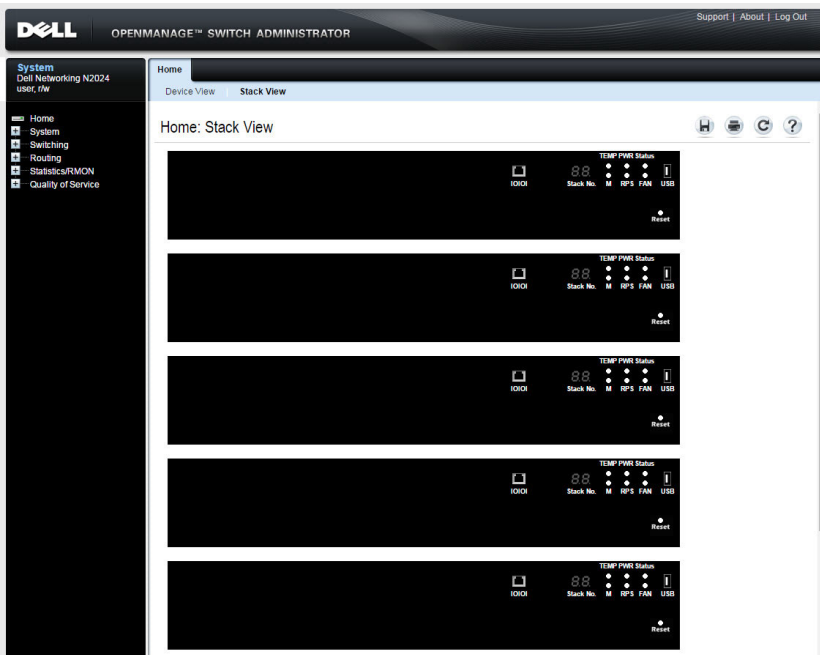 Support | About | Log Out
DELL OPENMANAGE™ SWITCH ADMINISTRATOR
System
Dell Networking N2024
user, r/w
Home
System
Switching
Routing
Statistics/RMON
Quality of Service
Home
Device View Stack View
Home: Stack View
TEMP PWR Status
88
IOIOI Stack No. M RPS FAN USB
Reset
TEMP PWR Status
88
IOIOI Stack No. M RPS FAN USB
Reset
TEMP PWR Status
88
IOIOI Stack No. M RPS FAN USB
Reset
TEMP PWR Status
88
IOIOI Stack No. M RPS FAN USB
Reset
TEMP PWR Status
88
IOIOI Stack No. M RPS FAN USB
Reset